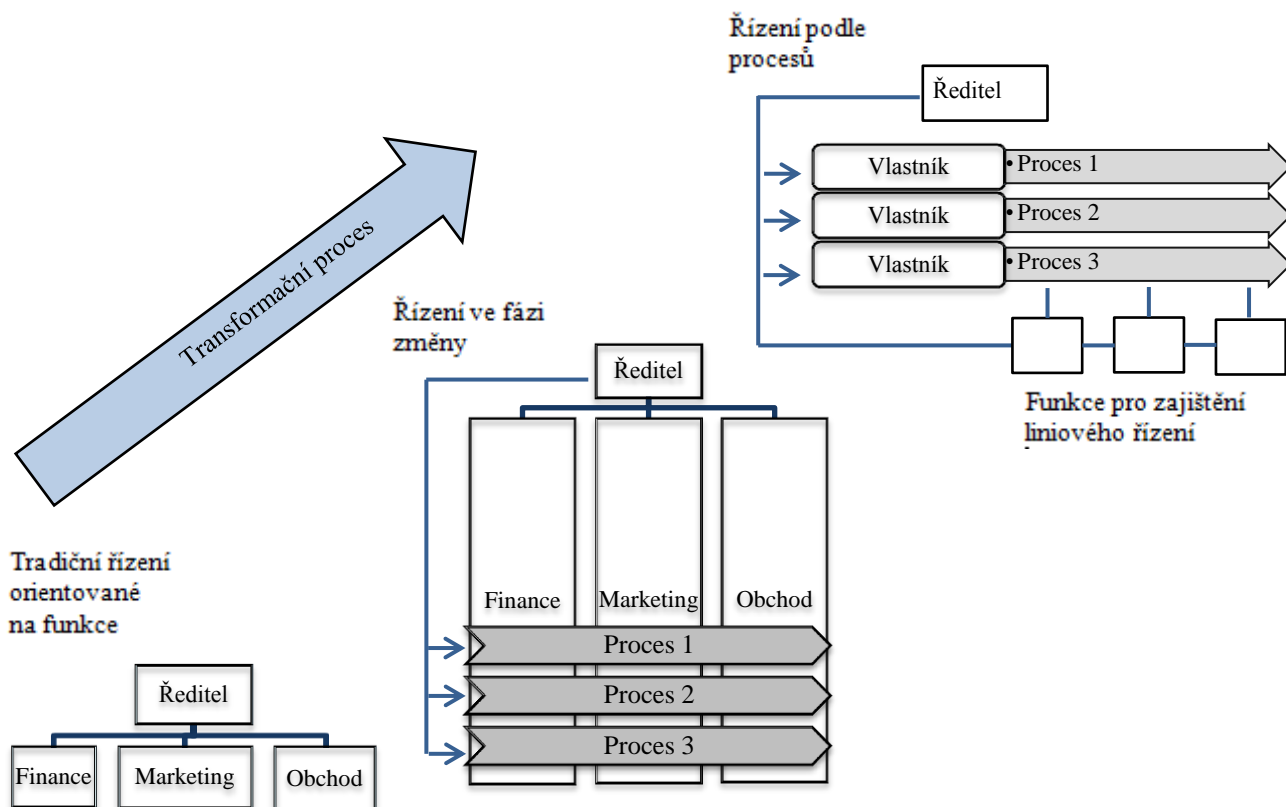 Řízení podle
procesů
Ředitel
Vlastník
• Proces 1
Vlastník
• Proces 2
Vlastník
• Proces 3
Funkce pro zajištění
liniového řízení
Transformační proces
Řízení ve fázi
změny
Ředitel
Finance
Marketing
Obchod
Proces 1
Proces 2
Proces 3
Tradiční řízení
orientované
na funkce
Ředitel
Finance
Marketing
Obchod